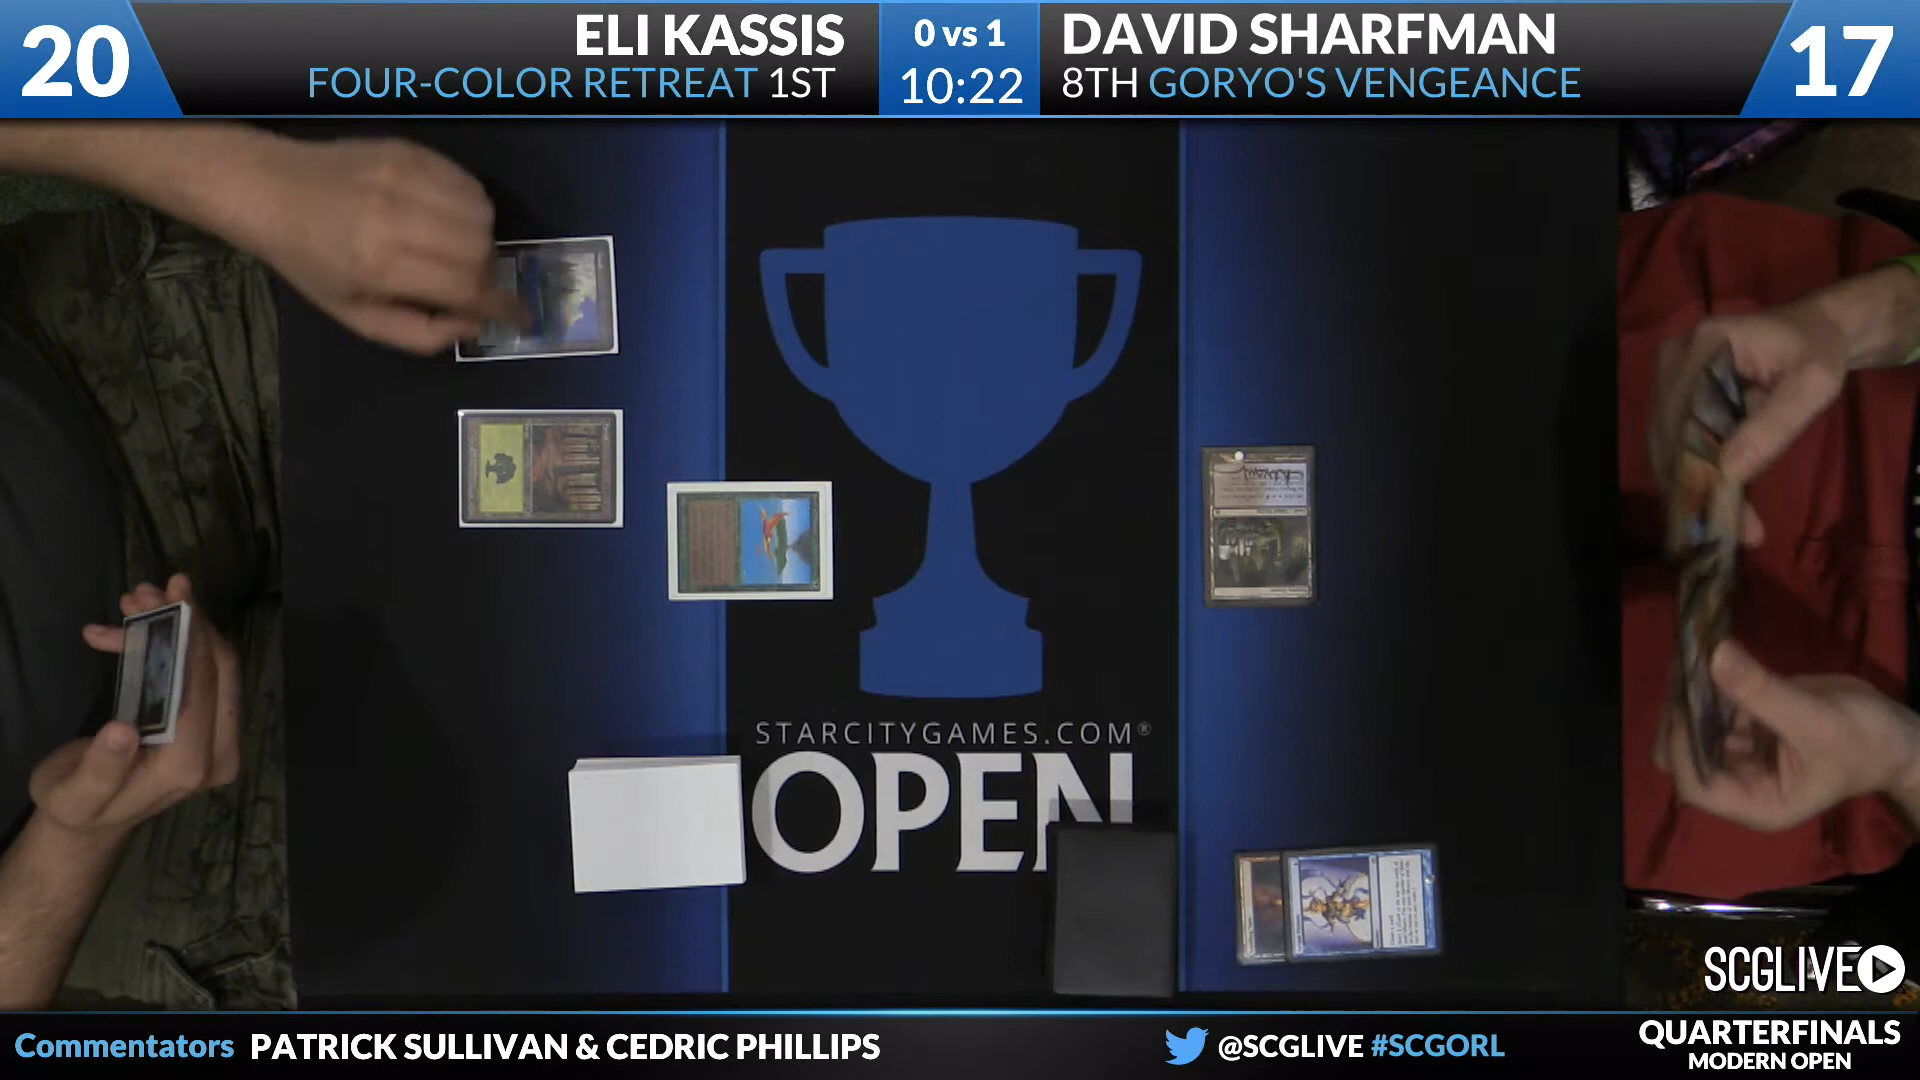 20
ELI KASSIS
FOUR-COLOR RETREAT 1ST
0 vs 1
10:22
DAVID SHARFMAN
8TH GORYO'S VENGEANCE
17
STARCITYGAMES.COM®
OPEN
SCGLIVE
Commentators PATRICK SULLIVAN & CEDRIC PHILLIPS
@SCGLIVE #SCGORL
QUARTERFINALS
MODERN OPEN